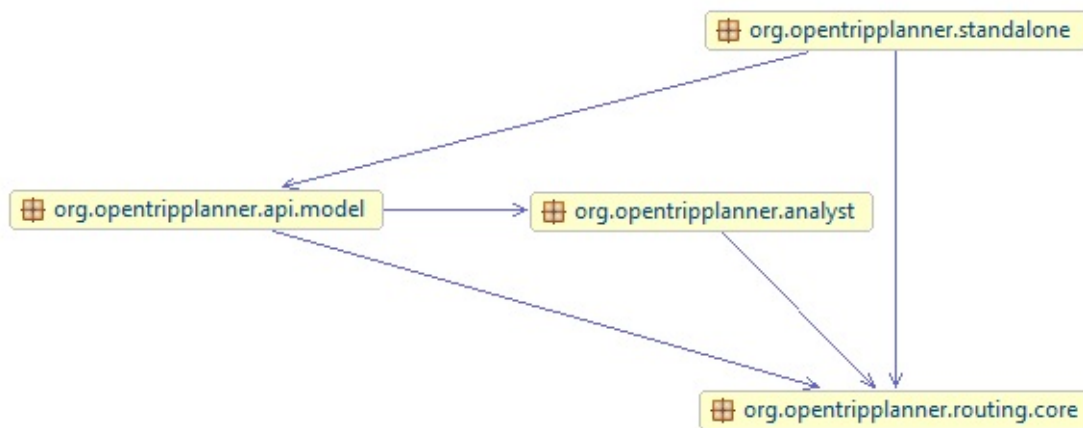 org.opentripplanner.standalone
org.opentripplanner.api.model
org.opentripplanner.analyst
org.opentripplanner.routing.core